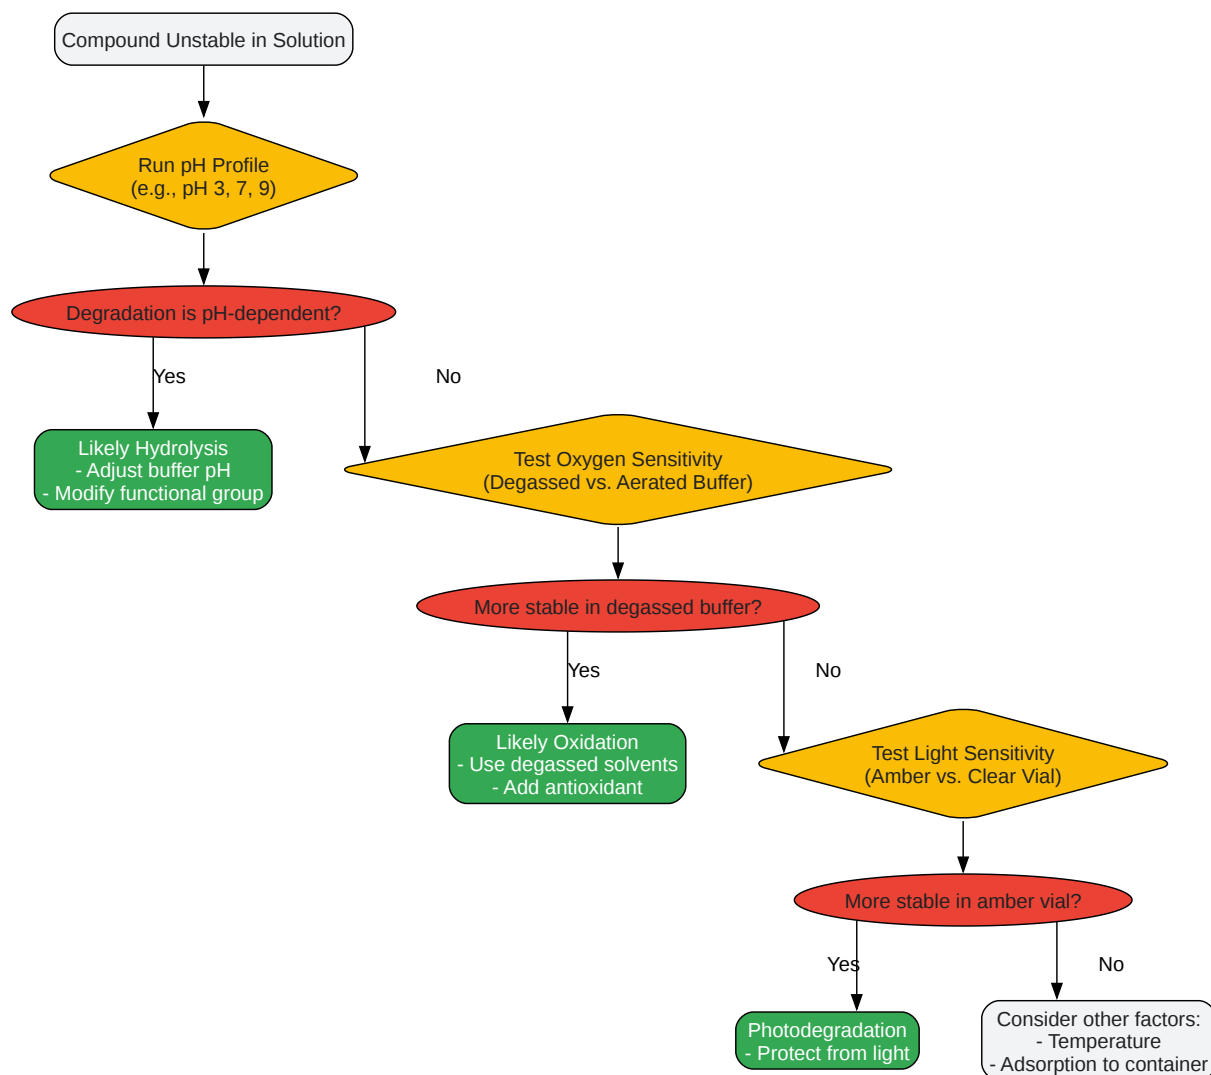 Compound Unstable in Solution
Run pH Profile
(e.g., pH 3, 7, 9)
Degradation is pH-dependent?
Yes
No
Likely Hydrolysis
- Adjust buffer pH
- Modify functional group
Test Oxygen Sensitivity
(Degassed vs. Aerated Buffer)
More stable in degassed buffer?
Yes
No
Likely Oxidation
- Use degassed solvents
- Add antioxidant
Test Light Sensitivity
(Amber vs. Clear Vial)
More stable in amber vial?
Yes
No
Photodegradation
- Protect from light
Consider other factors:
- Temperature
- Adsorption to container